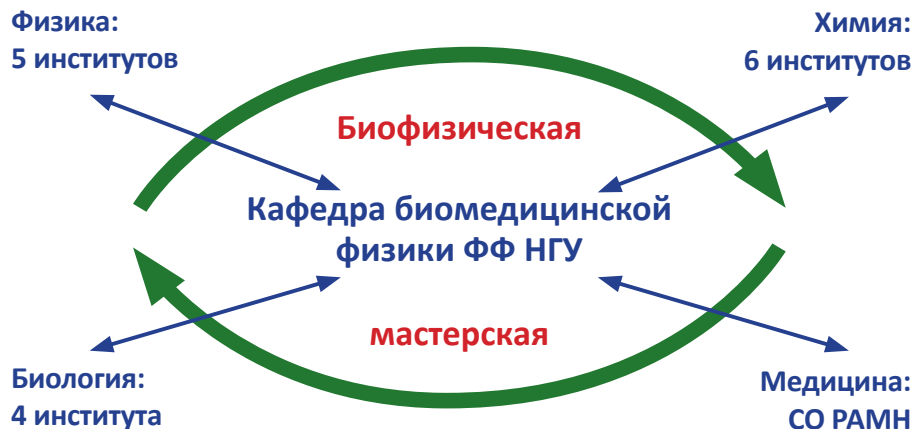 Физика:
5 институтов
Химия:
6 институтов
Биофизическая
Кафедра биомедицинской
физики ФФ НГУ
мастерская
Биология:
4 института
Медицина:
СО РАМН